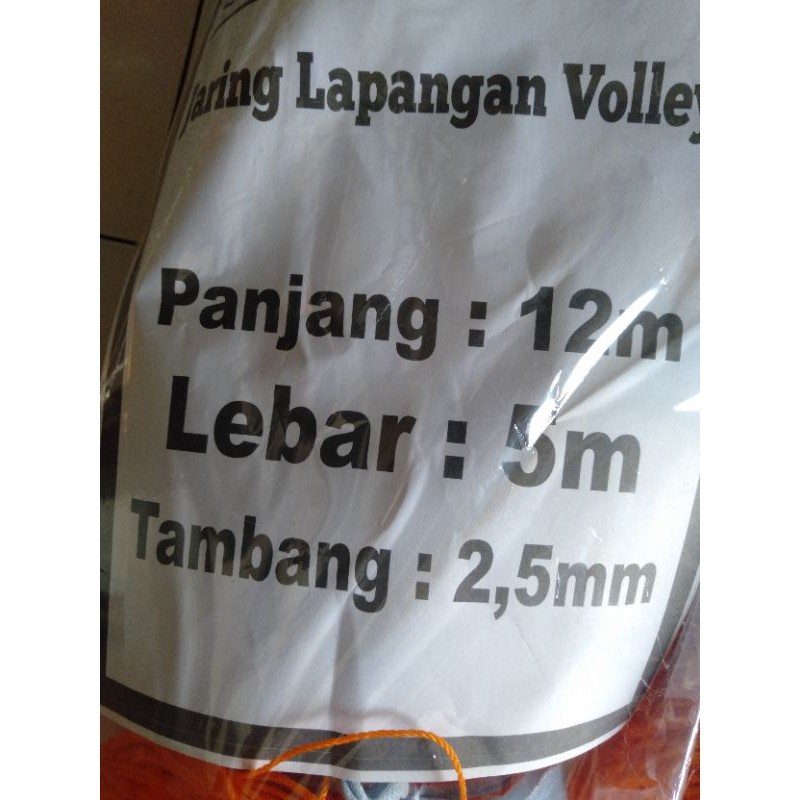 Jaring Lapangan Volley
Panjang : 12m
Lebar : 5m
Tambang : 2,5mm